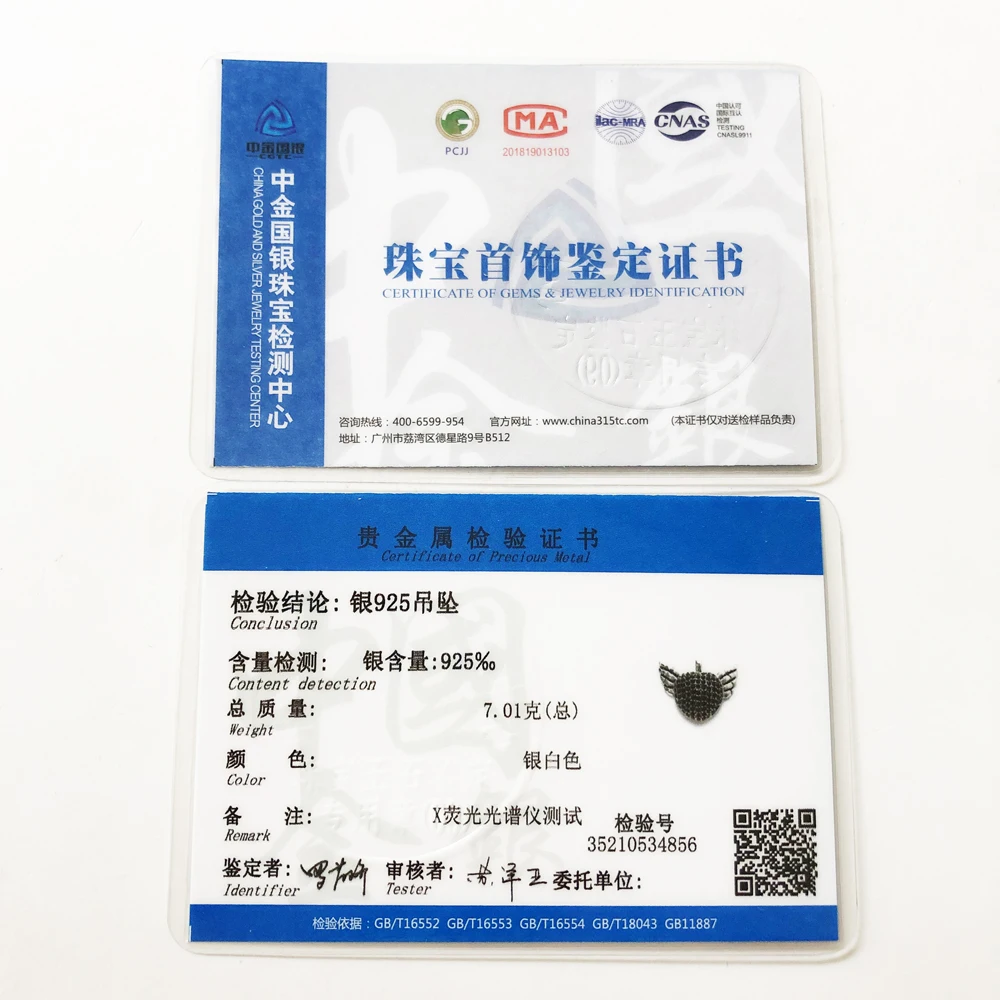 中金国银
CGTC
中金国银珠宝检测中心
CHINA GOLD AND SILVER JEWELRY TESTING CENTER
PCJJ
MA
201819013103
ilac-MRA
CNAS
中国认可
国际互认
检测
TESTING
CNASL9911
珠宝首饰鉴定证书
CERTIFICATE OF GEMS & JEWELRY IDENTIFICATION
咨询热线：400-6599-954 官方网址：www.china315tc.com (本证书仅对送检样品负责)
地址：广州市荔湾区德星路9号B512
贵金属检验证书
Certificate of Precious Metal
检验结论: 银925吊坠
Conclusion
含量检测: 银含量:925‰
Content detection
总质量: 7.01克(总)
Weight
颜 色: 银白色
Color
备 注: X荧光光谱仪测试
Remark
检验号
35210534856
鉴定者: 审核者: 委托单位:
Identifier Tester
检验依据：GB/T16552 GB/T16553 GB/T16554 GB/T18043 GB11887